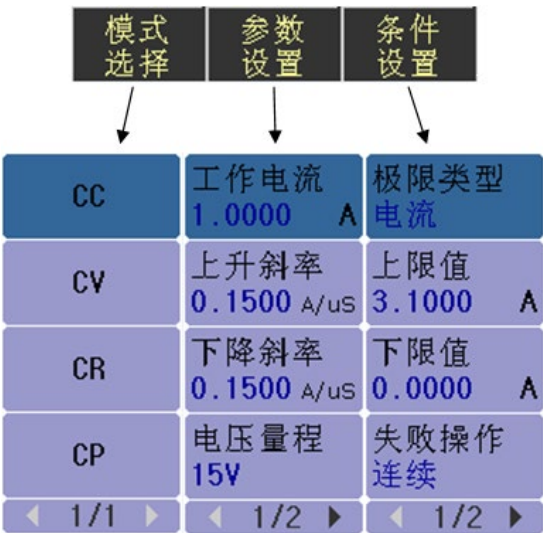 模式
选择
参数
设置
条件
设置
CC
工作电流
1.0000 A
极限类型
电流
CV
上升斜率
0.1500 A/uS
上限值
3.1000 A
CR
下降斜率
0.1500 A/uS
下限值
0.0000 A
CP
电压量程
15V
失败操作
连续
1/1
1/2
1/2